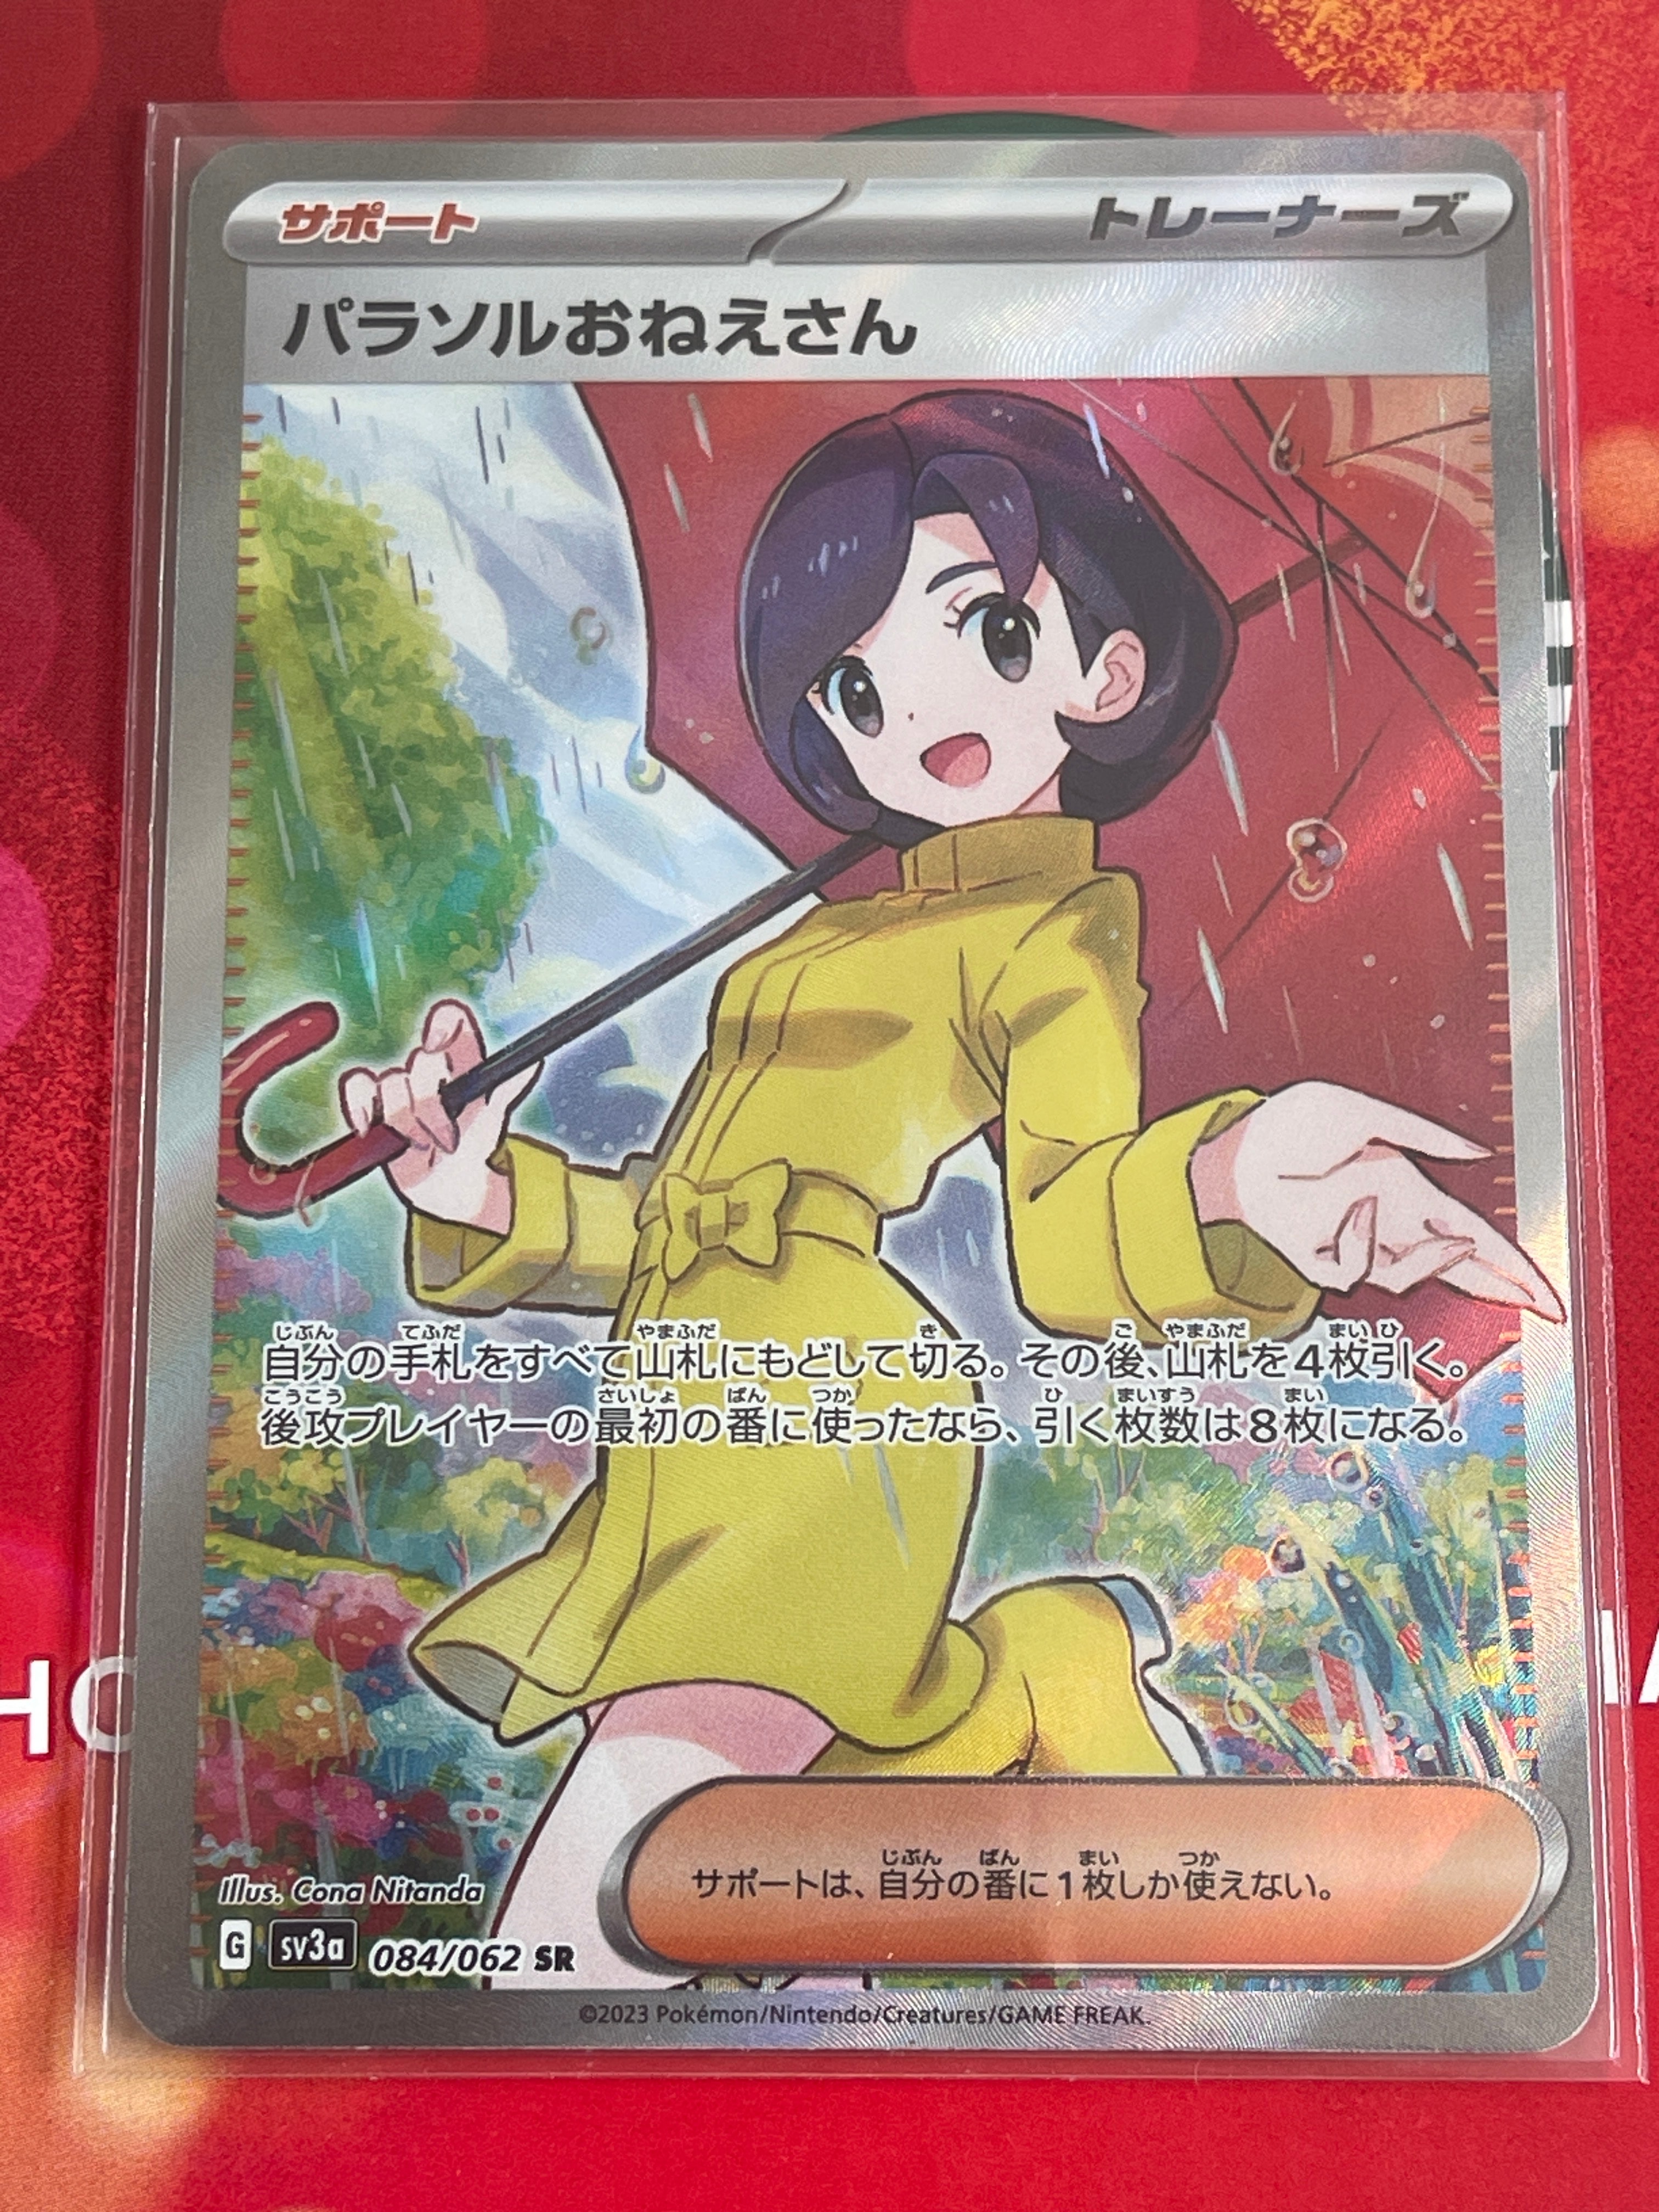 サポート
トレーナーズ
パラソルおねえさん
自分の手札をすべて山札にもどして切る。その後、山札を4枚引く。
後攻プレイヤーの最初の番に使ったなら、引く枚数は8枚になる。
サポートは、自分の番に1枚しか使えない。
Illus. Cona Nitanda
G sv3a 084/062 SR
©2023 Pokémon/Nintendo/Creatures/GAME FREAK.